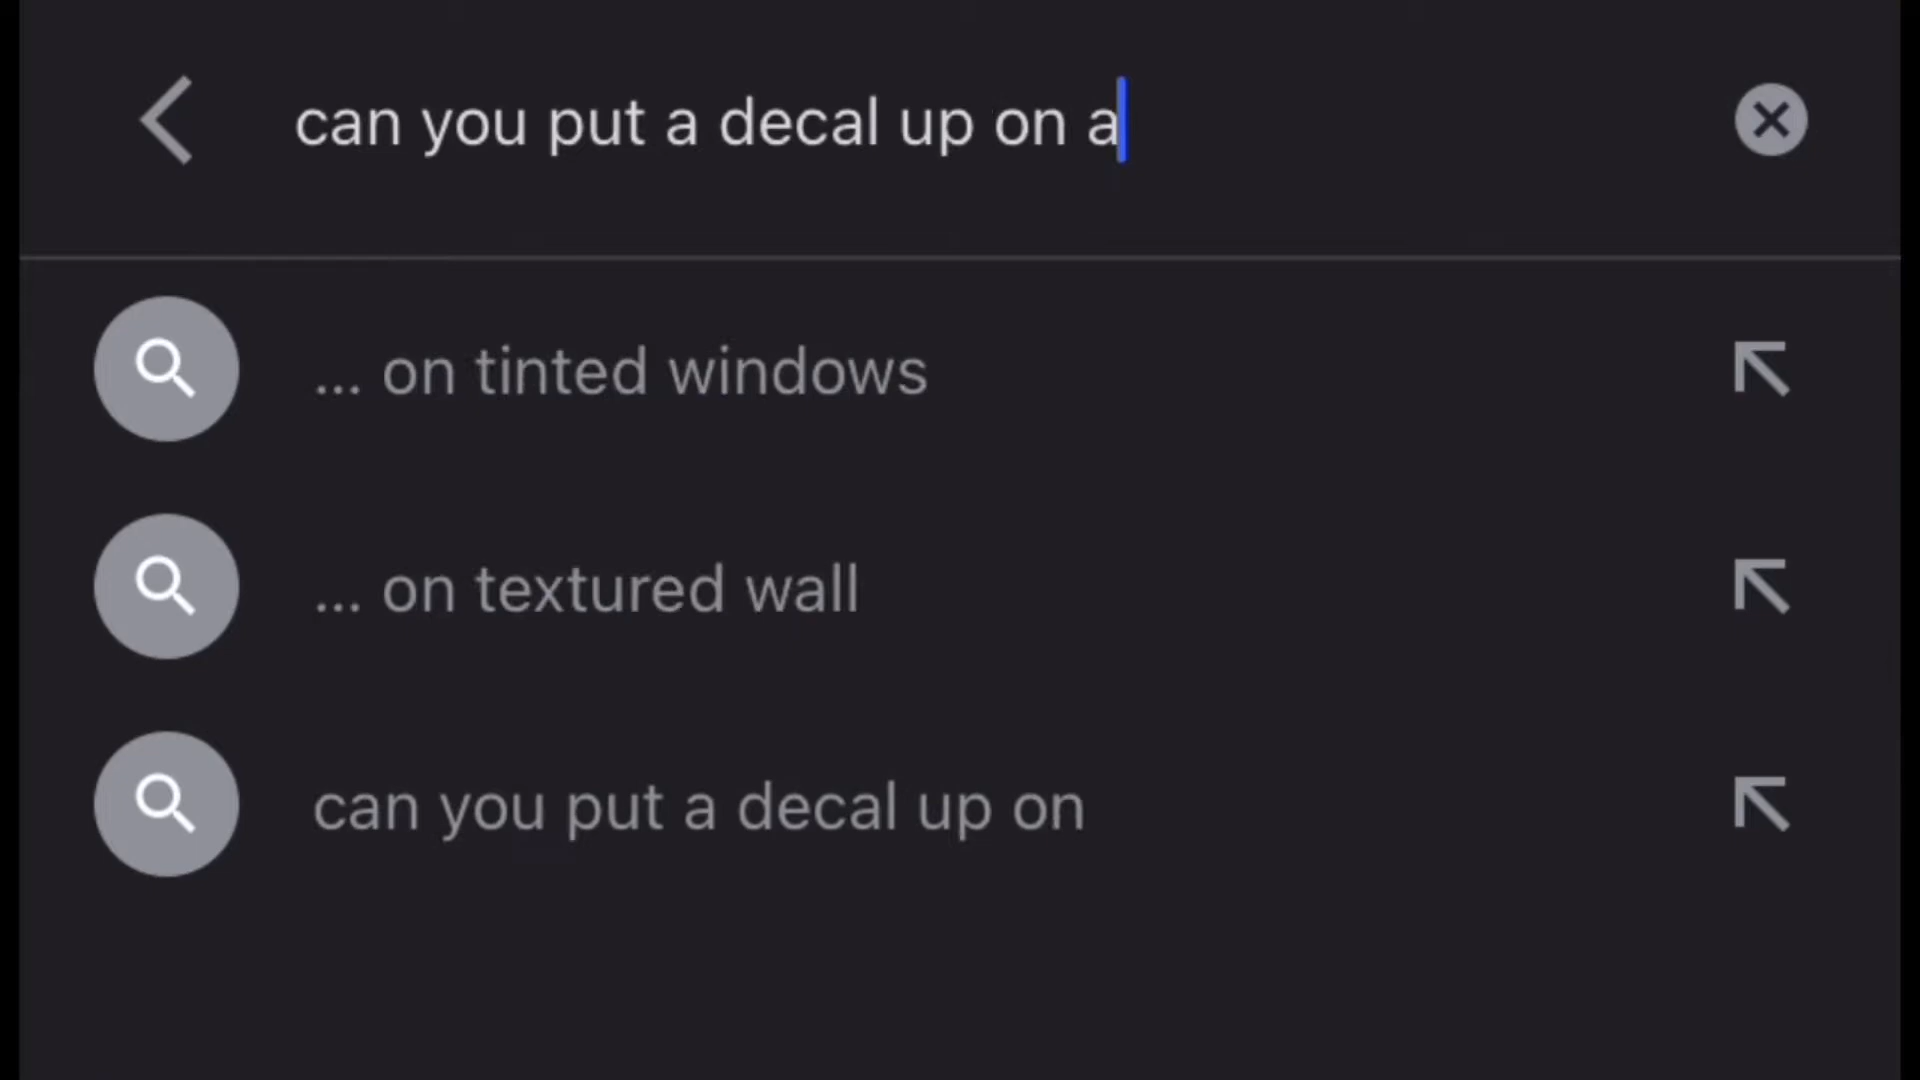 can you put a decal up on a
... on tinted windows
... on textured wall
can you put a decal up on